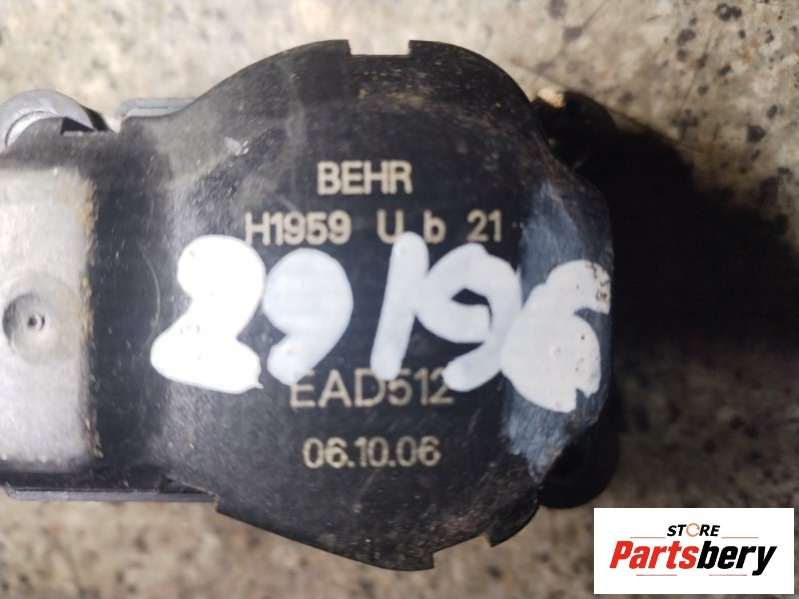 BEHR
H1959 U b 21
29196
EAD512
06.10.06
STORE
Partsbery